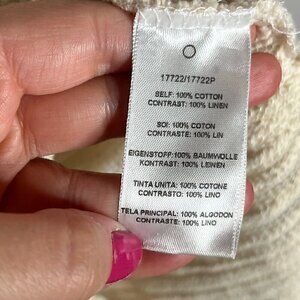 17722/17722P
SELF: 100% COTTON
CONTRAST: 100% LINEN
SOI: 100% COTON
CONTRASTE: 100% LIN
EIGENSTOFF:100% BAUMWOLLE
KONTRAST: 100% LEINEN
TINTA UNITA: 100% COTONE
CONTRASTO: 100% LINO
TELA PRINCIPAL: 100% ALGODON
CONTRASTE: 100% LINO